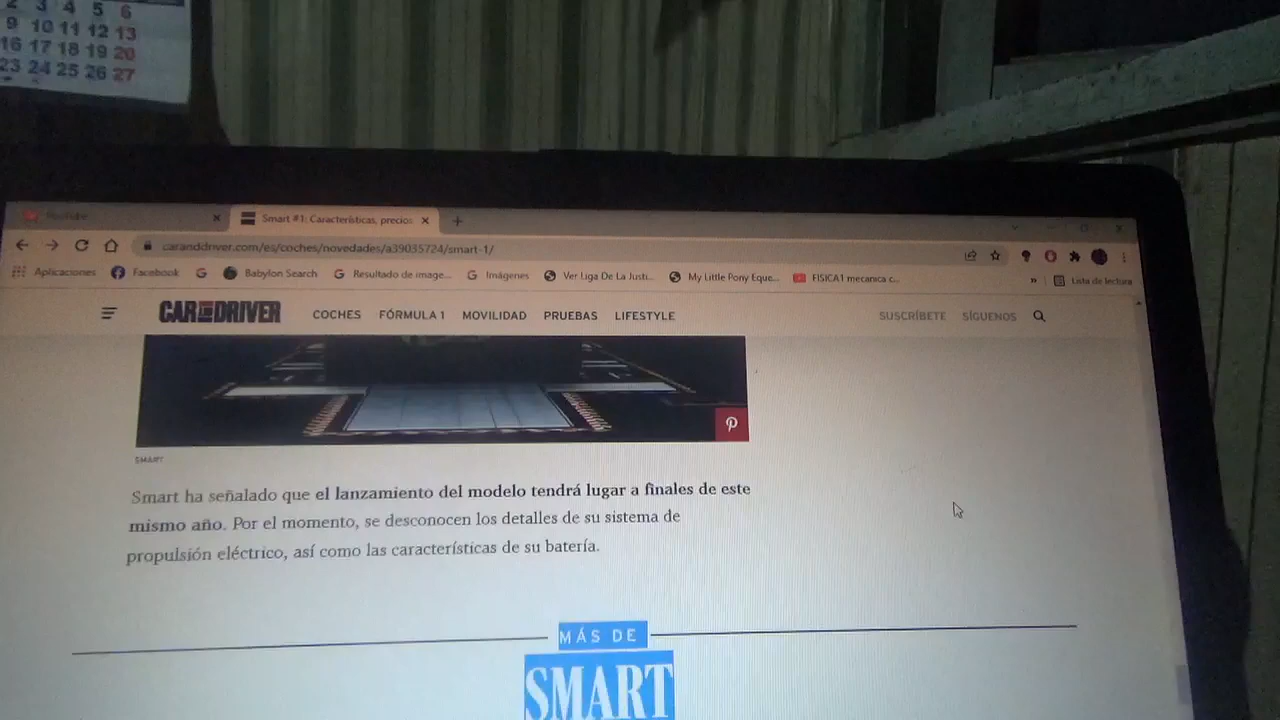 2 3 4 5 6
9 10 11 12 13
16 17 18 19 20
23 24 25 26 27
YouTube
Smart #1: Características, precios
caranddriver.com/es/coches/novedades/a39035724/smart-1/
Aplicaciones Facebook Babylon Search Resultado de image... Imágenes Ver Liga De La Justi... My Little Pony Eque... FISICA1 mecanica c... » Lista de lectura
CAR AND DRIVER COCHES FÓRMULA 1 MOVILIDAD PRUEBAS LIFESTYLE SUSCRÍBETE SÍGUENOS
SMART
Smart ha señalado que el lanzamiento del modelo tendrá lugar a finales de este
mismo año. Por el momento, se desconocen los detalles de su sistema de
propulsión eléctrico, así como las características de su batería.
MÁS DE
SMART